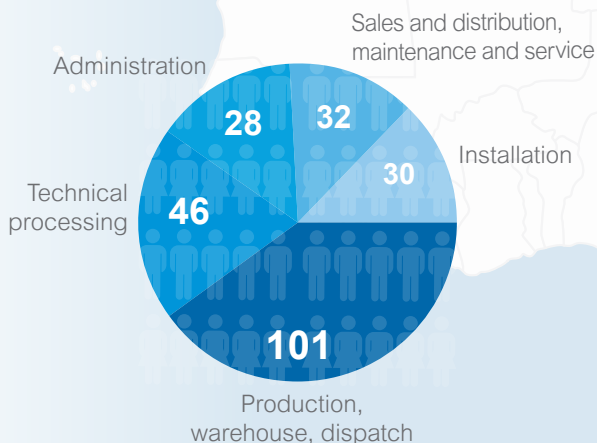 Sales and distribution,
maintenance and service
Administration
28
32
Installation
30
Technical
processing
46
101
Production,
warehouse, dispatch